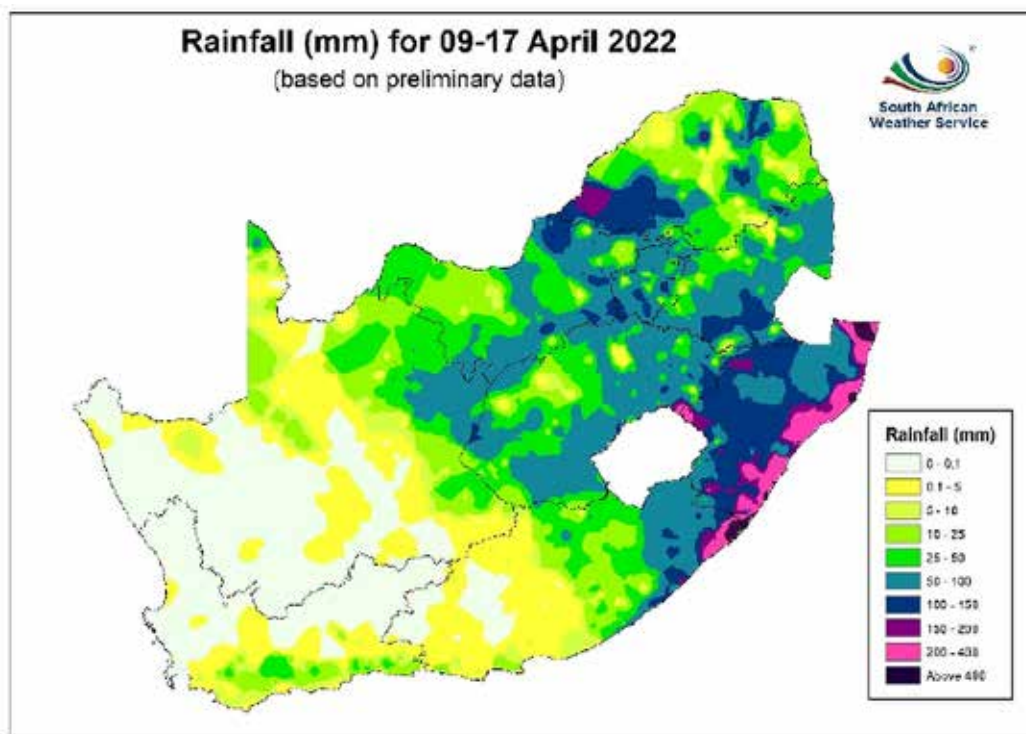 Rainfall (mm) for 09-17 April 2022
(based on preliminary data)
South African
Weather Service
Rainfall (mm)
0 - 0.1
0.1 - 5
5 - 10
10 - 25
25 - 50
50 - 100
100 - 150
150 - 200
200 - 400
Above 400